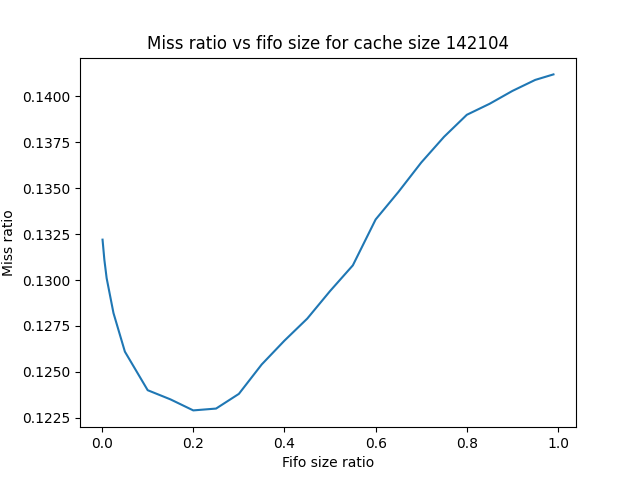 Miss ratio vs fifo size for cache size 142104
0.1400
0.1375
0.1350
0.1325
0.1300
0.1275
0.1250
0.1225
Miss ratio
0.0 0.2 0.4 0.6 0.8 1.0
Fifo size ratio